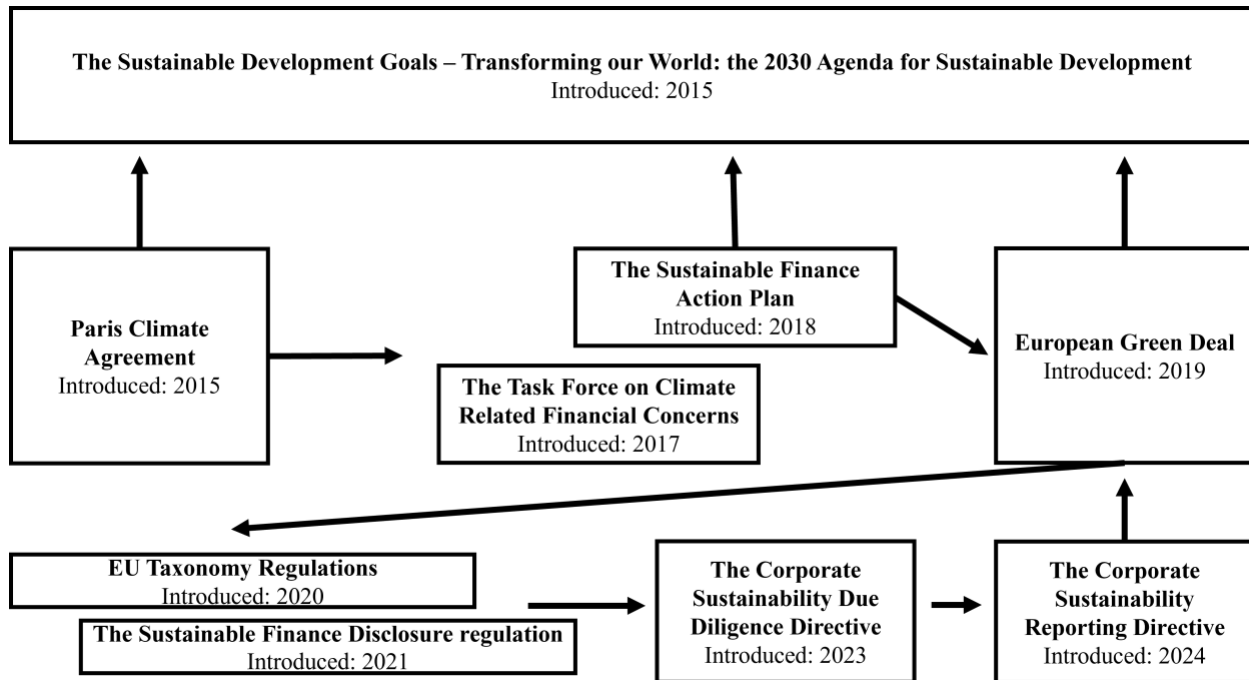 The Sustainable Development Goals – Transforming our World: the 2030 Agenda for Sustainable Development
Introduced: 2015
Paris Climate
Agreement
Introduced: 2015
The Sustainable Finance
Action Plan
Introduced: 2018
The Task Force on Climate
Related Financial Concerns
Introduced: 2017
European Green Deal
Introduced: 2019
EU Taxonomy Regulations
Introduced: 2020
The Sustainable Finance Disclosure regulation
Introduced: 2021
The Corporate
Sustainability Due
Diligence Directive
Introduced: 2023
The Corporate
Sustainability
Reporting Directive
Introduced: 2024